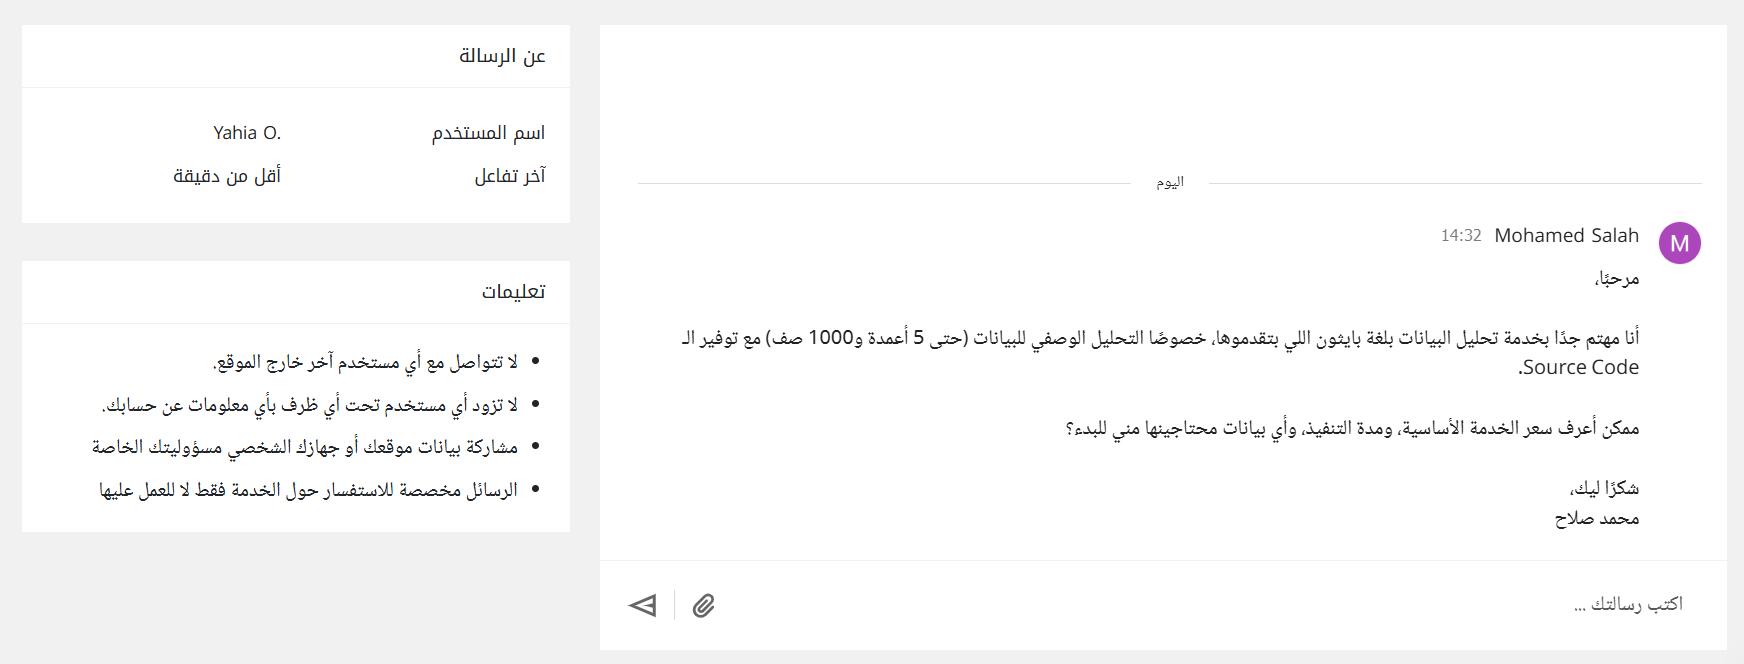 اليوم
Mohamed Salah 14:32
M
مرحبًا،
أنا مهتم جدًا بخدمة تحليل البيانات بلغة بايثون اللي بتقدموها، خصوصًا التحليل الوصفي للبيانات (حتى 5 أعمدة و1000 صف) مع توفير الـ
Source Code.
ممكن أعرف سعر الخدمة الأساسية، ومدة التنفيذ، وأي بيانات محتاجينها مني للبدء؟
شكرًا ليك،
محمد صلاح
اكتب رسالتك ...
عن الرسالة
اسم المستخدم Yahia O.
آخر تفاعل أقل من دقيقة
تعليمات
لا تتواصل مع أي مستخدم آخر خارج الموقع.
لا تزود أي مستخدم تحت أي ظرف بأي معلومات عن حسابك.
مشاركة بيانات موقعك أو جهازك الشخصي مسؤوليتك الخاصة
الرسائل مخصصة للاستفسار حول الخدمة فقط لا للعمل عليها